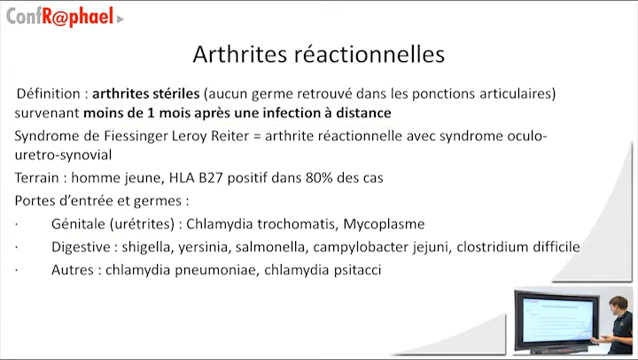 ConfR@phael
Arthrites réactionnelles
Définition : arthrites stériles (aucun germe retrouvé dans les ponctions articulaires)
survenant moins de 1 mois après une infection à distance
Syndrome de Fiessinger Leroy Reiter = arthrite réactionnelle avec syndrome oculo-
uretro-synovial
Terrain : homme jeune, HLA B27 positif dans 80% des cas
Portes d’entrée et germes :
· Génitale (urétrites) : Chlamydia trochomatis, Mycoplasme
· Digestive : shigella, yersinia, salmonella, campylobacter jejuni, clostridium difficile
· Autres : chlamydia pneumoniae, chlamydia psitacci